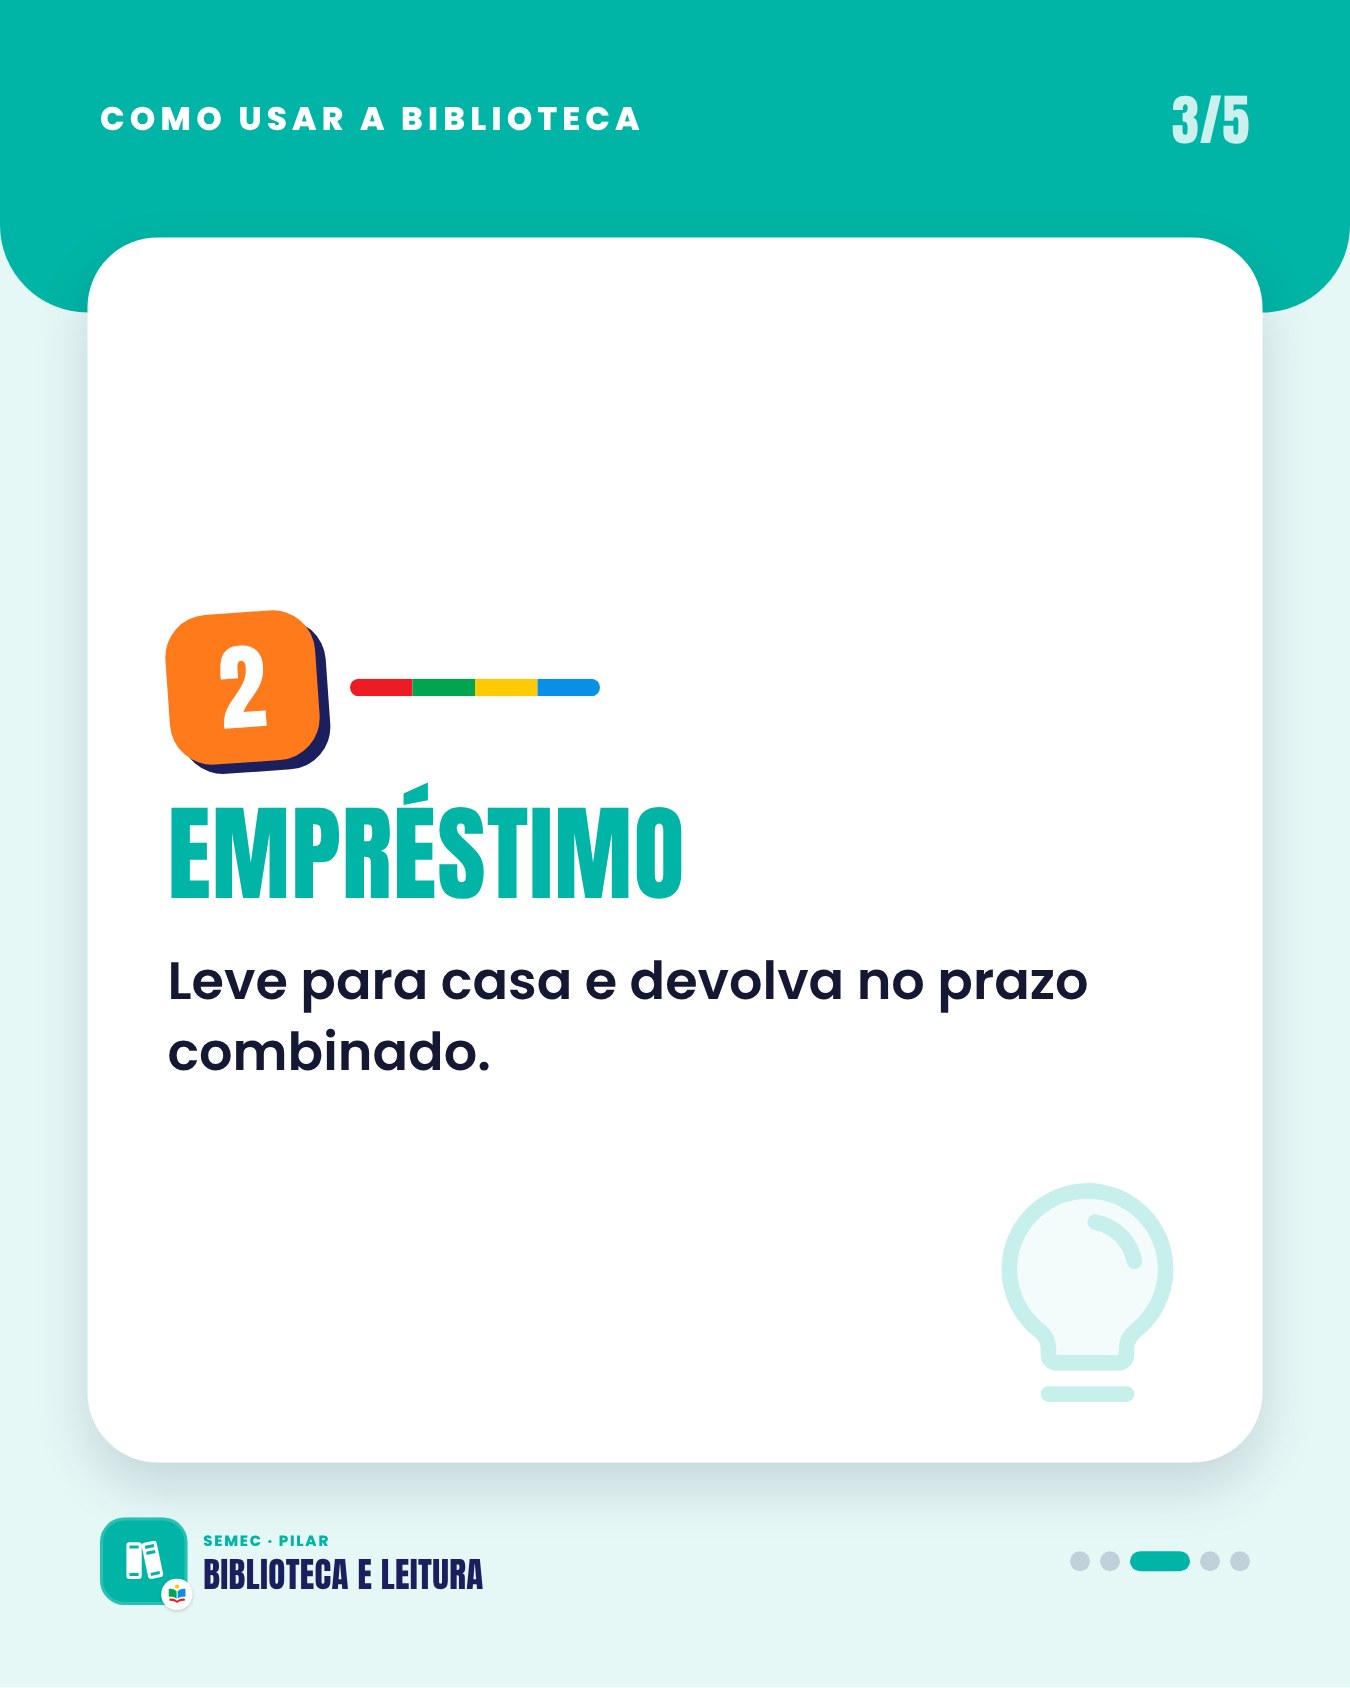 COMO USAR A BIBLIOTECA
3/5
2
EMPRÉSTIMO
Leve para casa e devolva no prazo
combinado.
SEMEC · PILAR
BIBLIOTECA E LEITURA